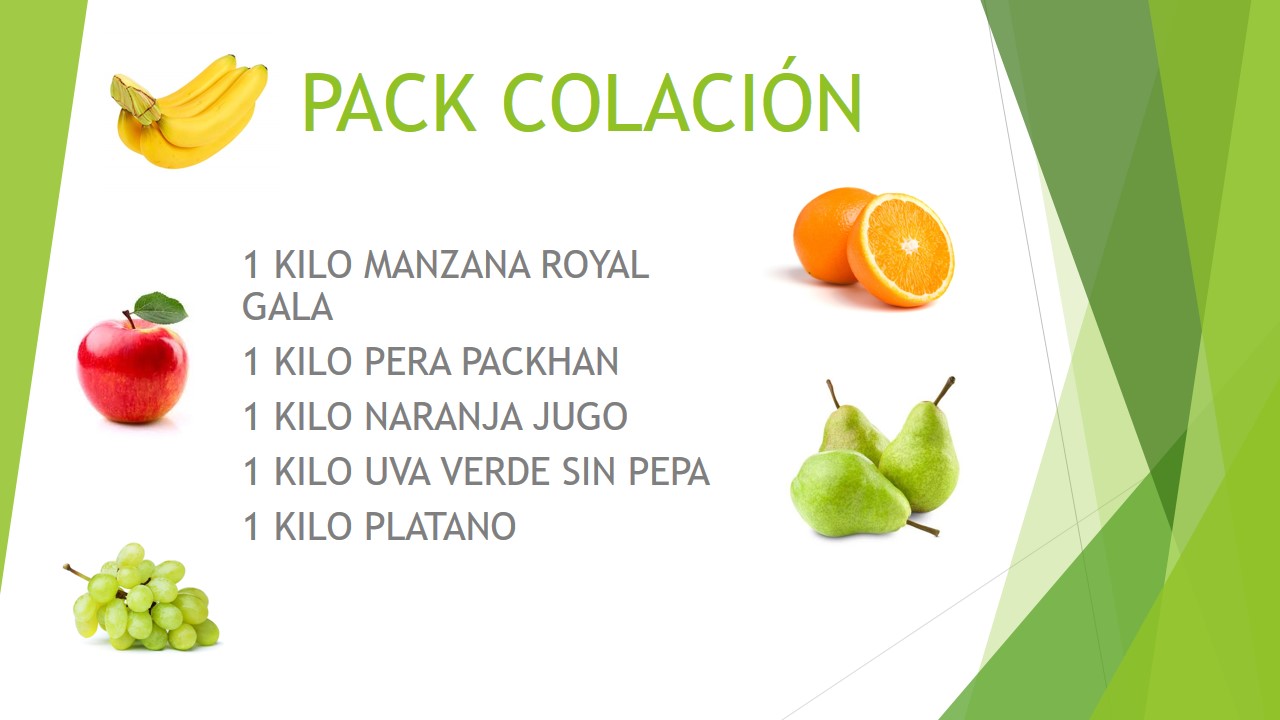 PACK COLACIÓN
1 KILO MANZANA ROYAL
GALA
1 KILO PERA PACKHAN
1 KILO NARANJA JUGO
1 KILO UVA VERDE SIN PEPA
1 KILO PLATANO